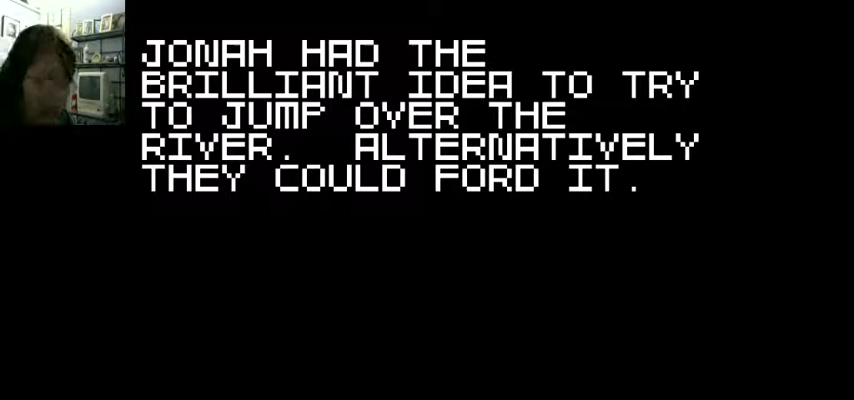 JONAH HAD THE
BRILLIANT IDEA TO TRY
TO JUMP OVER THE
RIVER.  ALTERNATIVELY
THEY COULD FORD IT.